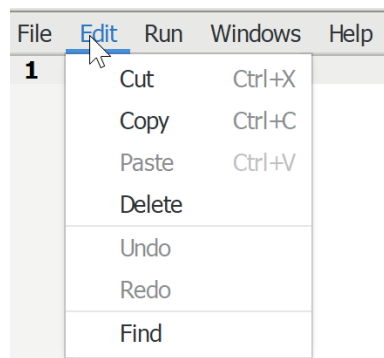 File Edit Run Windows Help
1
Cut Ctrl+X
Copy Ctrl+C
Paste Ctrl+V
Delete
Undo
Redo
Find